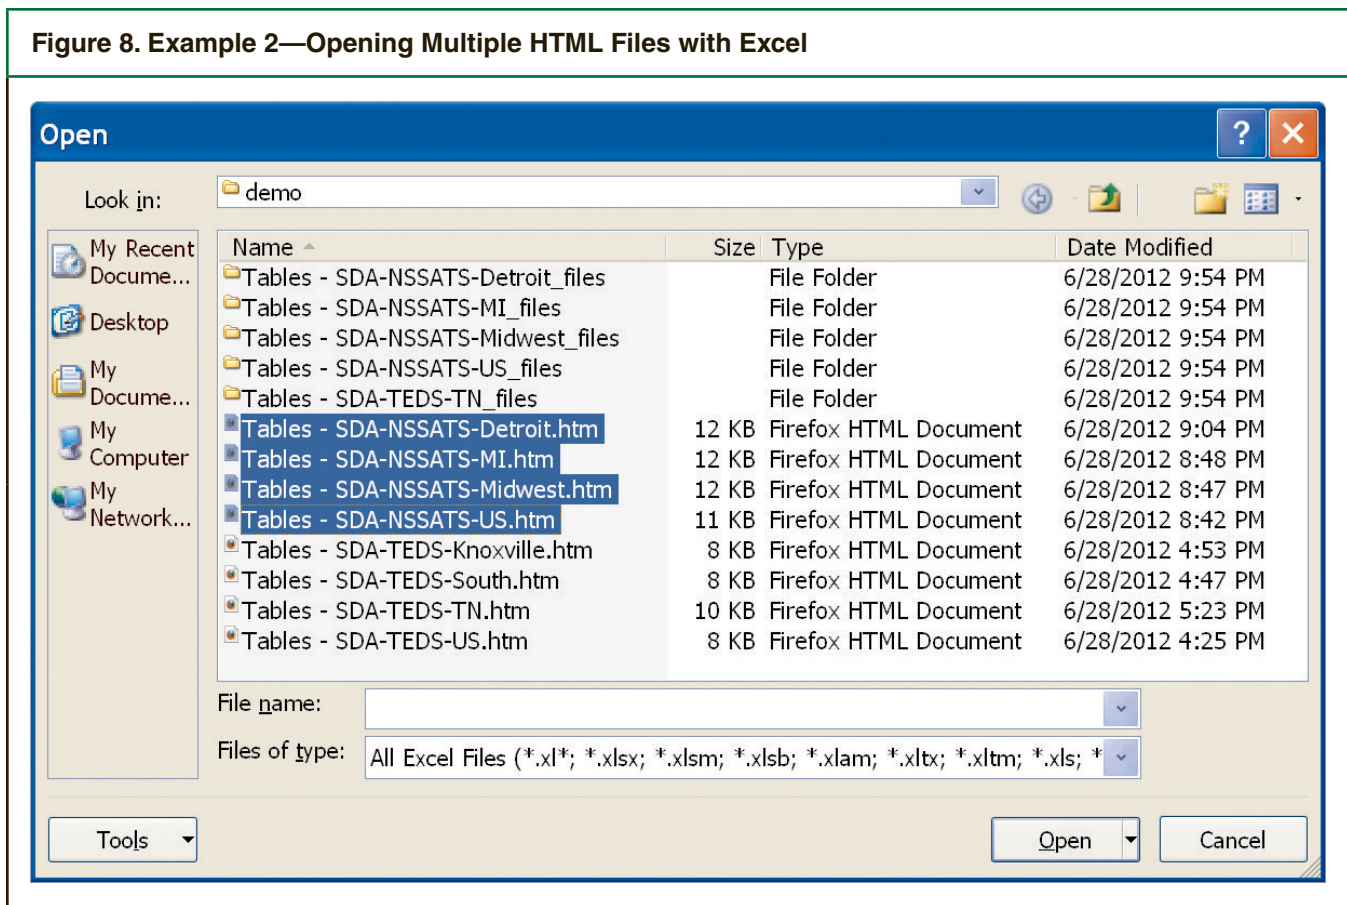 Figure 8. Example 2—Opening Multiple HTML Files with Excel
Open
?
Look in:
demo
My Recent
Docume...
Desktop
My
Docume...
My
Computer
My
Network...
Name Size Type Date Modified
Tables - SDA-NSSATS-Detroit_files File Folder 6/28/2012 9:54 PM
Tables - SDA-NSSATS-MI_files File Folder 6/28/2012 9:54 PM
Tables - SDA-NSSATS-Midwest_files File Folder 6/28/2012 9:54 PM
Tables - SDA-NSSATS-US_files File Folder 6/28/2012 9:54 PM
Tables - SDA-TEDS-TN_files File Folder 6/28/2012 9:54 PM
Tables - SDA-NSSATS-Detroit.htm 12 KB Firefox HTML Document 6/28/2012 9:04 PM
Tables - SDA-NSSATS-MI.htm 12 KB Firefox HTML Document 6/28/2012 8:48 PM
Tables - SDA-NSSATS-Midwest.htm 12 KB Firefox HTML Document 6/28/2012 8:47 PM
Tables - SDA-NSSATS-US.htm 11 KB Firefox HTML Document 6/28/2012 8:42 PM
Tables - SDA-TEDS-Knoxville.htm 8 KB Firefox HTML Document 6/28/2012 4:53 PM
Tables - SDA-TEDS-South.htm 8 KB Firefox HTML Document 6/28/2012 4:47 PM
Tables - SDA-TEDS-TN.htm 10 KB Firefox HTML Document 6/28/2012 5:23 PM
Tables - SDA-TEDS-US.htm 8 KB Firefox HTML Document 6/28/2012 4:25 PM
File name:
Files of type: All Excel Files (*.xl*; *.xlsx; *.xlsm; *.xlsb; *.xlam; *.xltx; *.xltm; *.xls; *
Tools
Open
Cancel